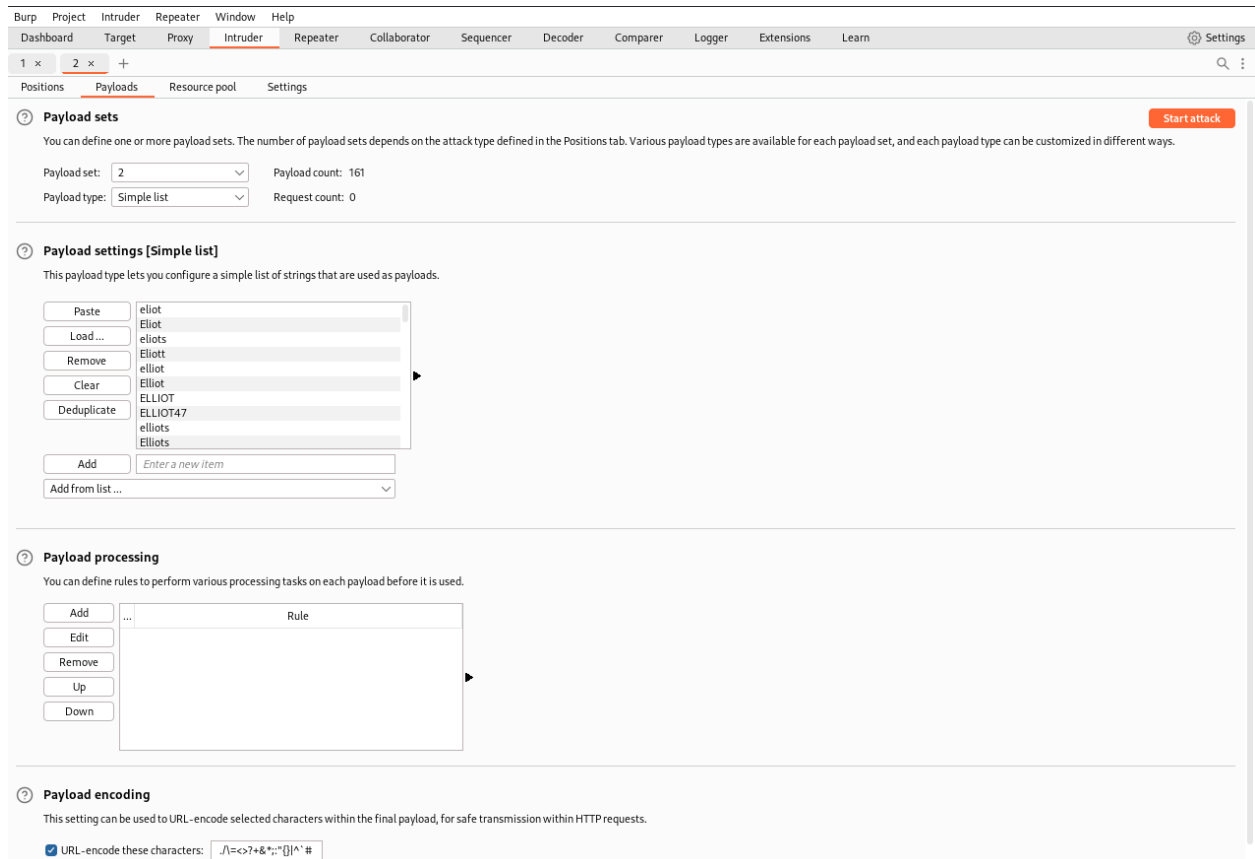 Burp Project Intruder Repeater Window Help
Dashboard Target Proxy Intruder Repeater Collaborator Sequencer Decoder Comparer Logger Extensions Learn Settings
1 × 2 × +
Positions Payloads Resource pool Settings
? Payload sets Start attack
You can define one or more payload sets. The number of payload sets depends on the attack type defined in the Positions tab. Various payload types are available for each payload set, and each payload type can be customized in different ways.
Payload set: 2 Payload count: 161
Payload type: Simple list Request count: 0
? Payload settings [Simple list]
This payload type lets you configure a simple list of strings that are used as payloads.
Paste
Load ...
Remove
Clear
Deduplicate
eliot
Eliot
eliots
Eliott
elliot
Elliot
ELLIOT
ELLIOT47
elliots
Elliots
Add Enter a new item
Add from list ...
? Payload processing
You can define rules to perform various processing tasks on each payload before it is used.
Add
Edit
Remove
Up
Down
... Rule
? Payload encoding
This setting can be used to URL-encode selected characters within the final payload, for safe transmission within HTTP requests.
URL-encode these characters: ./\=<>?+&*;:"{}|^`#